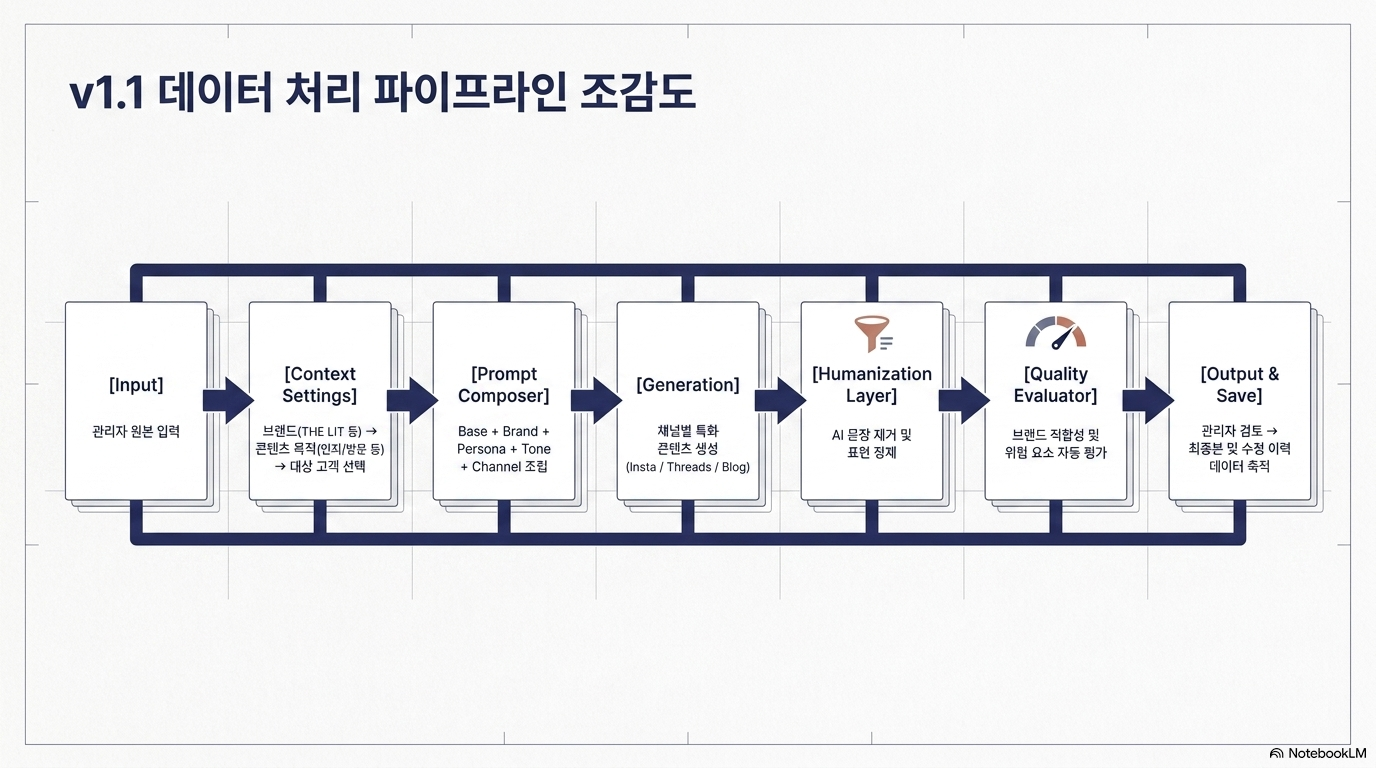 v1.1 데이터 처리 파이프라인 조감도
[Input]
관리자 원본 입력
[Context
Settings]
브랜드(THE LIT 등) →
콘텐츠 목적(인지/방문 등)
→ 대상 고객 선택
[Prompt
Composer]
Base + Brand +
Persona + Tone
+ Channel 조립
[Generation]
채널별 특화
콘텐츠 생성
(Insta / Threads / Blog)
[Humanization
Layer]
AI 문장 제거 및
표현 정제
[Quality
Evaluator]
브랜드 적합성 및
위험 요소 자동 평가
[Output &
Save]
관리자 검토 →
최종본 및 수정 이력
데이터 축적
NotebookLM